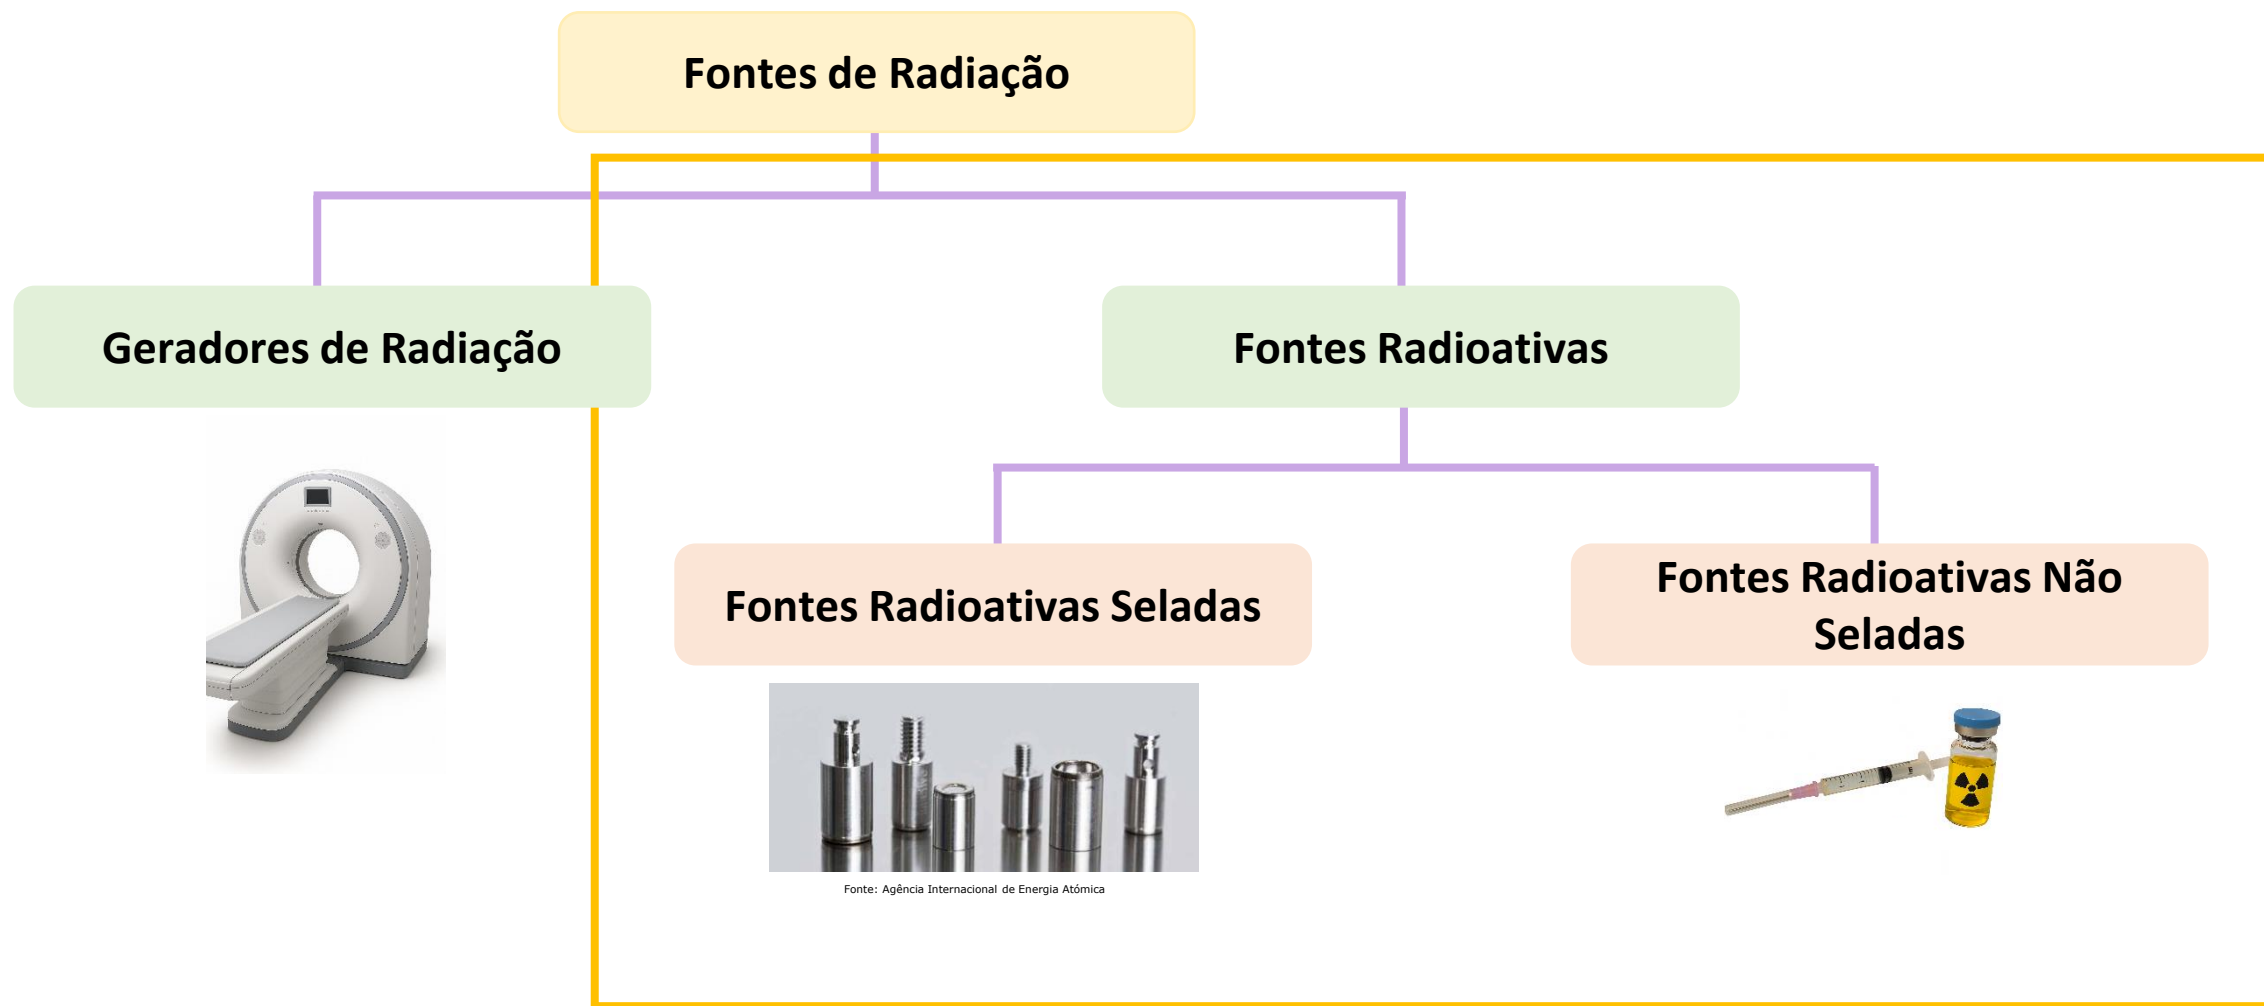 Fontes de Radiação
Geradores de Radiação
Fontes Radioativas
Fontes Radioativas Seladas
Fontes Radioativas Não
Seladas
Fonte: Agência Internacional de Energia Atómica